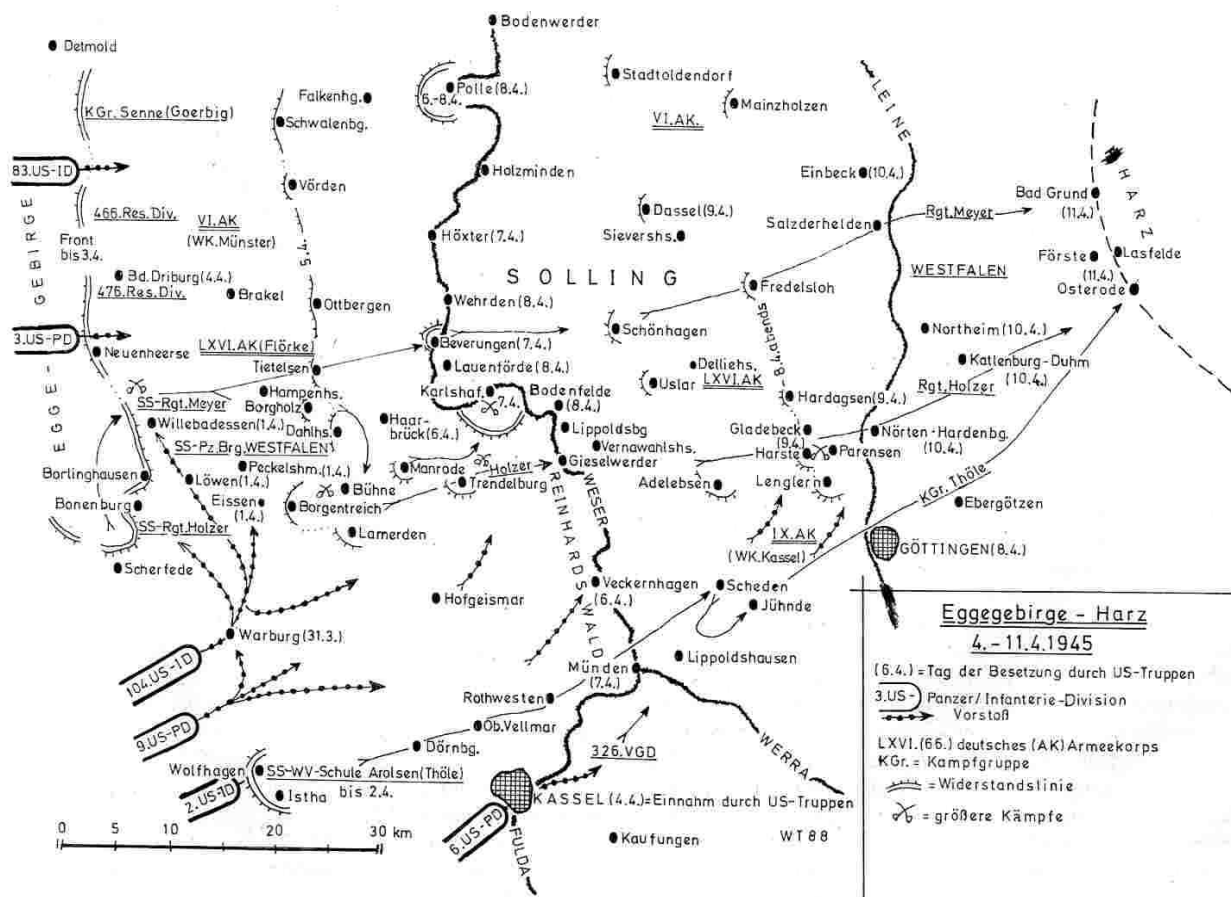 Bodenwerder
Detmold
Stadtoldendorf
Polle (8.4.)
6.-8.4.
Falkenhg.
Mainzholzen
KGr. Senne (Goerbig)
Schwalenbg.
VI.AK.
LEINE
83.US-ID
Holzminden
Einbeck (10.4.)
HARZ
Vörden
Bad Grund
(11.4.)
466.Res.Div.
VI.AK
(WK.Münster)
Dassel (9.4.)
Salzderhelden
Rgt.Meyer
Front
bis 3.4.
5.4.
Höxter (7.4.)
Sievershs.
Förste
(11.4.)
Lasfelde
EGGE-GEBIRGE
Bd.Driburg (4.4.)
SOLLING
WESTFALEN
Osterode
476.Res.Div.
Brakel
Ottbergen
Wehrden (8.4.)
Fredelsloh
3.US-PD
Schönhagen
Northeim (10.4.)
Neuenheerse
LXVI.AK (Flörke)
Beverungen (7.4.)
-8.4.abends
Tietelsen
Lauenförde (8.4.)
Delliehs.
Katlenburg-Duhm
(10.4.)
SS-Rgt.Meyer
Hampenhs.
Karlshaf.
7.4.
Bodenfelde
(8.4.)
Uslar
LXVI.AK
Hardagsen (9.4.)
Rgt.Holzer
Willebadessen (1.4.)
Borgholz
Haar-
brück (6.4.)
Lippoldsbg
Gladebeck
(9.4.)
Nörten-Hardenbg.
(10.4.)
SS-Pz.Brg.WESTFALEN
Dahlhs.
Vernawahlshs.
Harste
Parensen
Borlinghausen
Peckelshm. (1.4.)
Manrode
Holzer
Gieselwerder
Löwen (1.4.)
Bühne
Trendelburg
Adelebsen
Lenglern
KGr. Thöle
Bonenburg
Eissen
(1.4.)
Borgentreich
REINHARDSWALD
WESER
Ebergötzen
SS-Rgt.Holzer
Lamerden
IX.AK
(WK.Kassel)
GÖTTINGEN (8.4.)
Scherfede
Veckernhagen
(6.4.)
Scheden
Hofgeismar
Jühnde
Warburg (31.3.)
Lippoldshausen
104.US-ID
Münden
(7.4.)
Rothwesten
9.US-PD
Ob.Vellmar
326.VGD
WERRA
Dörnbg.
Wolfhagen
SS-WV-Schule Arolsen (Thöle)
bis 2.4.
2.US-ID
Istha
KASSEL (4.4.)=Einnahm durch US-Truppen
6.US-PD
FULDA
Kaufungen
WT 88
0 5 10 20 30 km
Eggegebirge - Harz
4.-11.4.1945
(6.4.)=Tag der Besetzung durch US-Truppen
3.US- Panzer/Infanterie-Division
Vorstoß
LXVI.(66.) deutsches (AK) Armeekorps
KGr.= Kampfgruppe
=Widerstandslinie
= größere Kämpfe